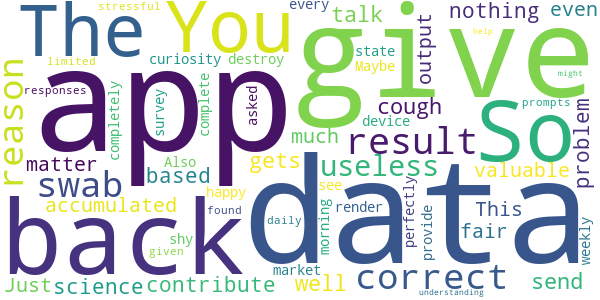 stressful
The You
talk
every
nothing even
limited
curiosity destroy
state
Maybe
output
help
app give
reason
responses
completely
survey
complete
asked
cough
device
might
prompts
So
problem
matter
Also
much
result
swab based gets useless valuable
see
accumulated
happy
found
shy
daily
morning
render
perfectly
provide
This
fair
weekly
back data
Just science contribute
given
market
well correct send
understanding